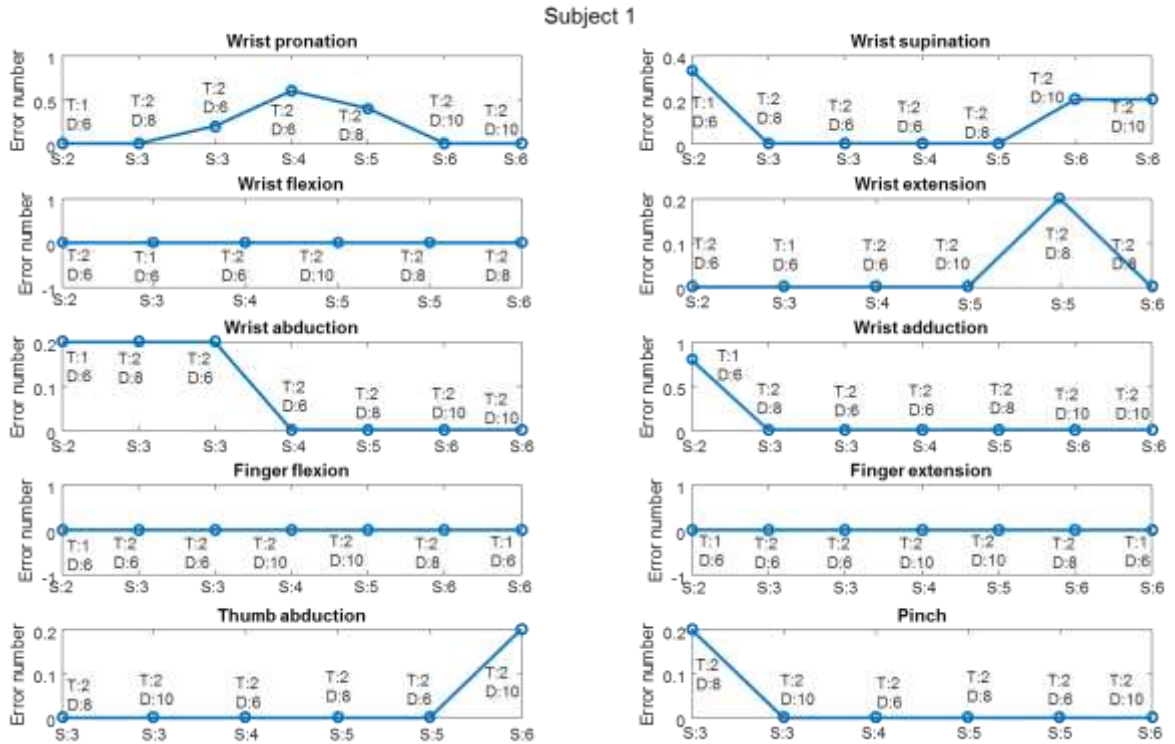 Subject 1
Wrist pronation
Error number
1
0.5
0
T:1
D:6
T:2
D:8
T:2
D:6
T:2
D:6
T:2
D:8
T:2
D:10
T:2
D:10
S:2 S:3 S:3 S:4 S:5 S:6 S:6
Wrist supination
Error number
0.4
0.2
0
T:1
D:6
T:2
D:8
T:2
D:6
T:2
D:6
T:2
D:8
T:2
D:10
T:2
D:10
S:2 S:3 S:3 S:4 S:5 S:6 S:6
Wrist flexion
Error number
1
0
-1
T:2
D:6
T:1
D:6
T:2
D:6
T:2
D:10
T:2
D:8
T:2
D:8
S:2 S:3 S:4 S:5 S:5 S:6
Wrist extension
Error number
0.2
0.1
0
T:2
D:6
T:1
D:6
T:2
D:6
T:2
D:10
T:2
D:8
T:2
D:8
S:2 S:3 S:4 S:5 S:5 S:6
Wrist abduction
Error number
0.2
0.1
0
T:1
D:6
T:2
D:8
T:2
D:6
T:2
D:6
T:2
D:8
T:2
D:10
T:2
D:10
S:2 S:3 S:3 S:4 S:5 S:6 S:6
Wrist adduction
Error number
1
0.5
0
T:1
D:6
T:2
D:8
T:2
D:6
T:2
D:6
T:2
D:8
T:2
D:10
T:2
D:10
S:2 S:3 S:3 S:4 S:5 S:6 S:6
Finger flexion
Error number
1
0
-1
T:1
D:6
T:2
D:6
T:2
D:6
T:2
D:10
T:2
D:10
T:2
D:8
T:1
D:6
S:2 S:3 S:3 S:4 S:5 S:6 S:6
Finger extension
Error number
1
0
-1
T:1
D:6
T:2
D:6
T:2
D:6
T:2
D:10
T:2
D:10
T:2
D:8
T:1
D:6
S:2 S:3 S:3 S:4 S:5 S:6 S:6
Thumb abduction
Error number
0.2
0.1
0
T:2
D:8
T:2
D:10
T:2
D:6
T:2
D:8
T:2
D:6
T:2
D:10
S:3 S:3 S:4 S:5 S:5 S:6
Pinch
Error number
0.2
0.1
0
T:2
D:8
T:2
D:10
T:2
D:6
T:2
D:8
T:2
D:6
T:2
D:10
S:3 S:3 S:4 S:5 S:5 S:6